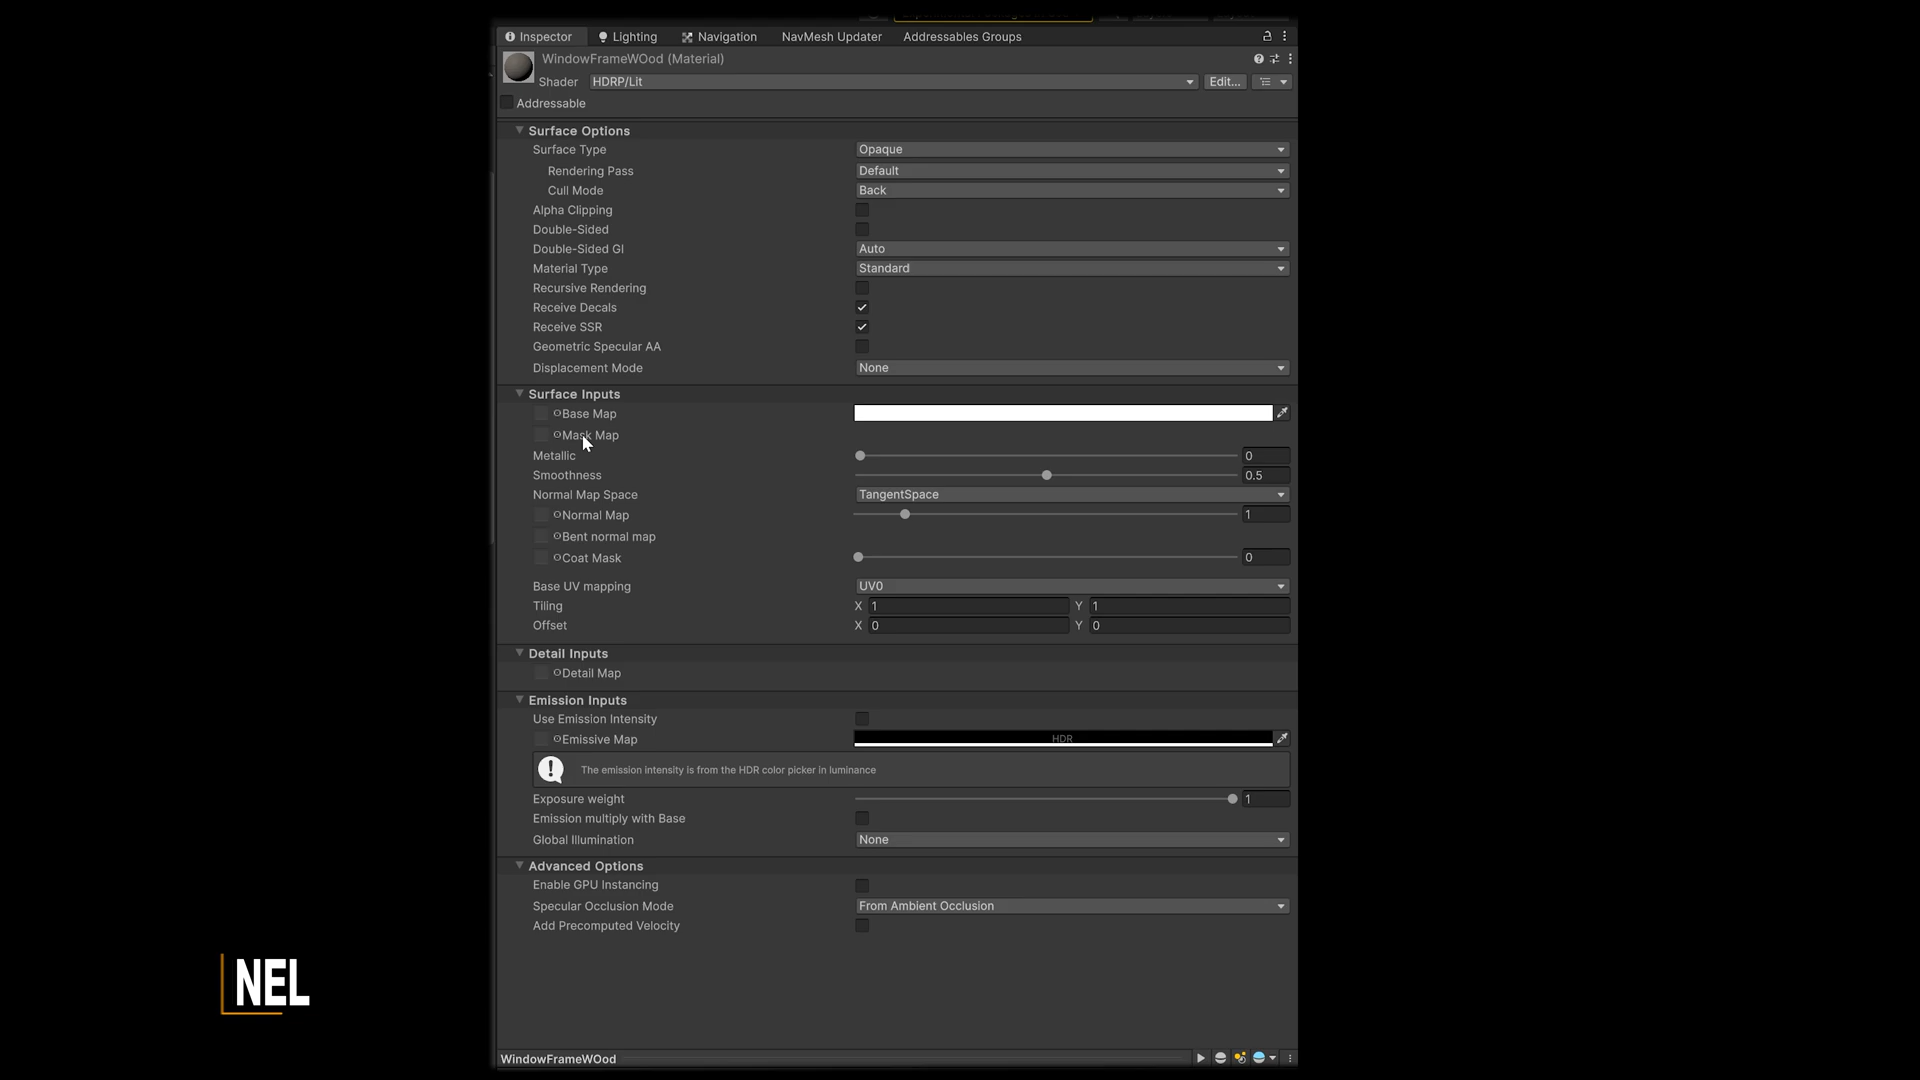 Inspector Lighting Navigation NavMesh Updater Addressables Groups
WindowFrameWOod (Material)
Shader HDRP/Lit Edit...
Addressable
Surface Options
Surface Type Opaque
Rendering Pass Default
Cull Mode Back
Alpha Clipping
Double-Sided
Double-Sided GI Auto
Material Type Standard
Recursive Rendering
Receive Decals
Receive SSR
Geometric Specular AA
Displacement Mode None
Surface Inputs
Base Map
Mask Map
Metallic 0
Smoothness 0.5
Normal Map Space TangentSpace
Normal Map 1
Bent normal map
Coat Mask 0
Base UV mapping UV0
Tiling X 1 Y 1
Offset X 0 Y 0
Detail Inputs
Detail Map
Emission Inputs
Use Emission Intensity
Emissive Map HDR
The emission intensity is from the HDR color picker in luminance
Exposure weight 1
Emission multiply with Base
Global Illumination None
Advanced Options
Enable GPU Instancing
Specular Occlusion Mode From Ambient Occlusion
Add Precomputed Velocity
NEL
WindowFrameWOod